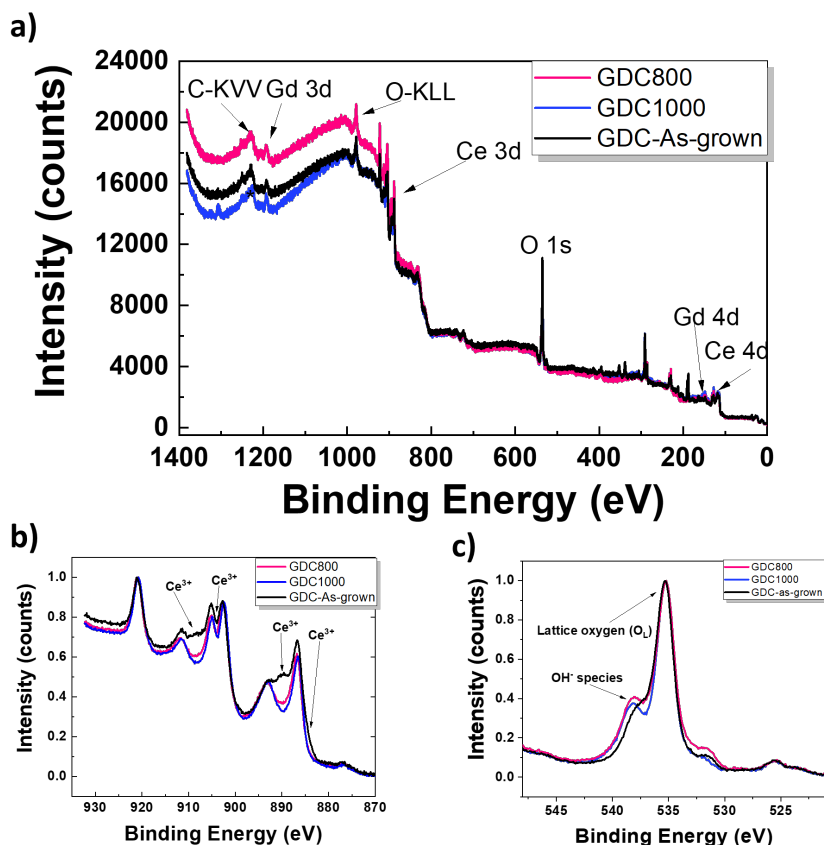 a)
24000
20000
16000
12000
8000
4000
0
Intensity (counts)
1400 1200 1000 800 600 400 200 0
Binding Energy (eV)
GDC800
GDC1000
GDC-As-grown
C-KVV Gd 3d
O-KLL
Ce 3d
O 1s
Gd 4d
Ce 4d
b)
1.0
0.8
0.6
0.4
0.2
0.0
Intensity (counts)
930 920 910 900 890 880 870
Binding Energy (eV)
GDC800
GDC1000
GDC-As-grown
Ce³⁺
Ce³⁺
Ce³⁺
Ce³⁺
c)
1.0
0.8
0.6
0.4
0.2
0.0
Intensity (counts)
545 540 535 530 525
Binding Energy (eV)
GDC800
GDC1000
GDC-as-grown
Lattice oxygen (O_L)
OH⁻ species